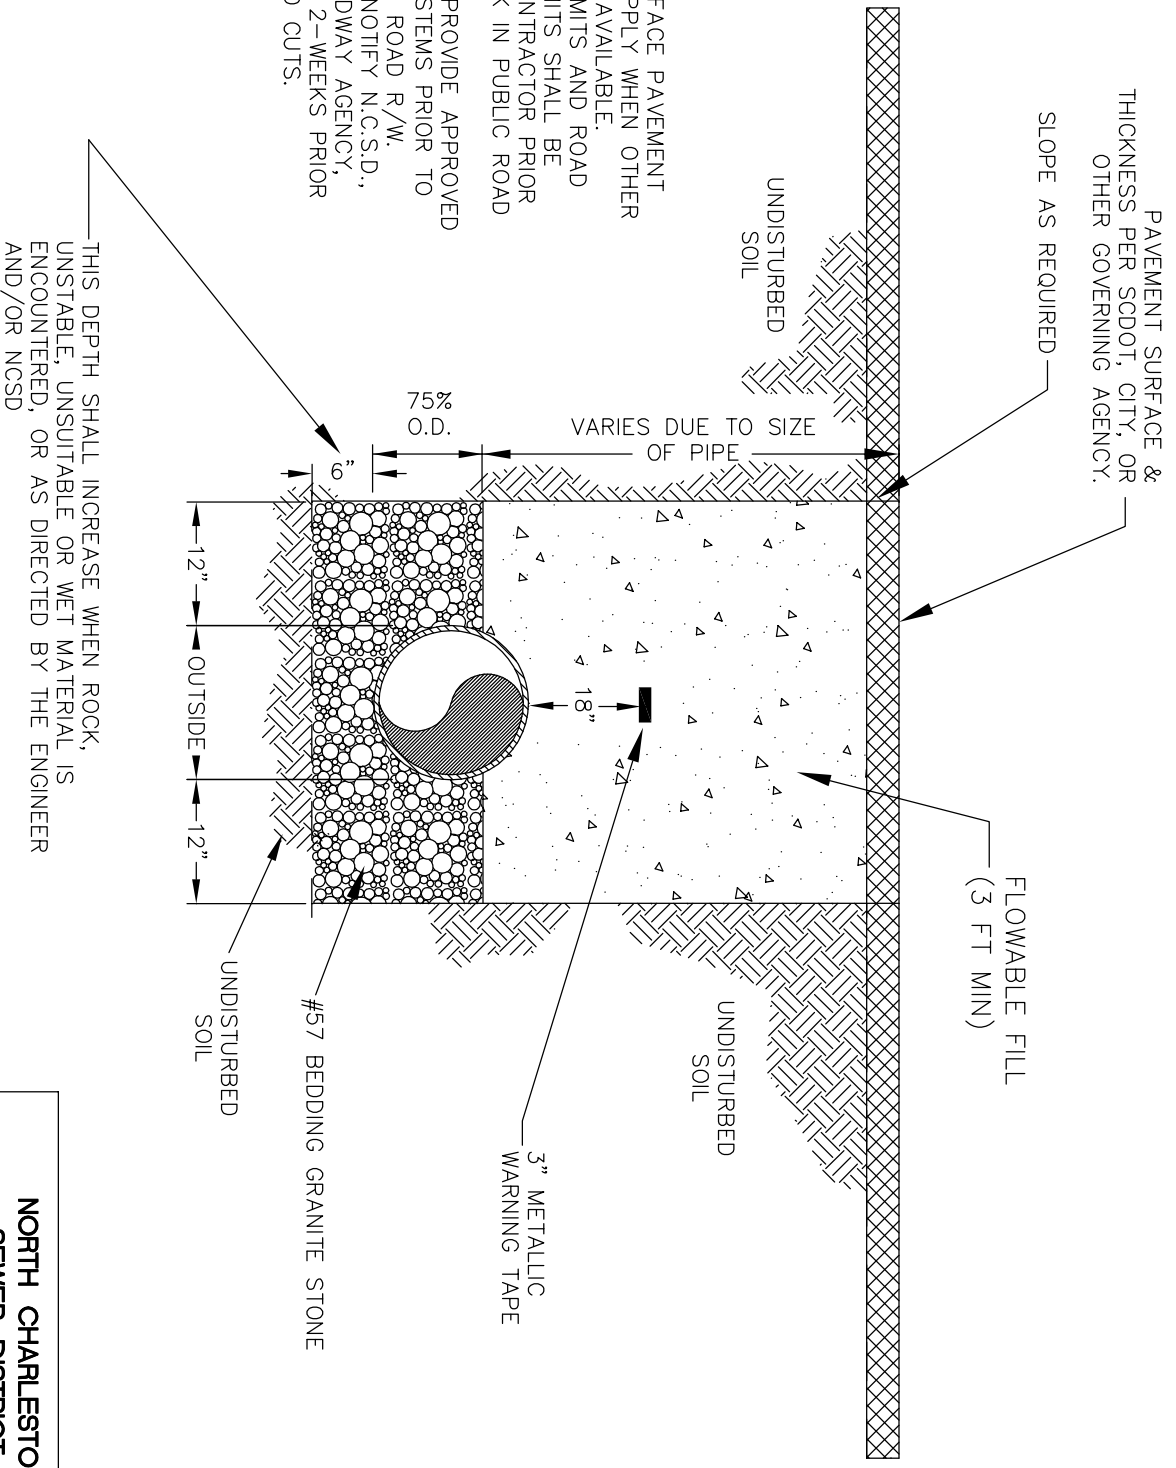 PAVEMENT SURFACE &
THICKNESS PER SCDOT, CITY, OR
OTHER GOVERNING AGENCY.
SLOPE AS REQUIRED
UNDISTURBED
SOIL
FACE PAVEMENT
PPLY WHEN OTHER
AVAILABLE.
MITS AND ROAD
ITS SHALL BE
NTRACTOR PRIOR
K IN PUBLIC ROAD
PROVIDE APPROVED
STEMS PRIOR TO
ROAD R/W.
NOTIFY N.C.S.D.,
DWAY AGENCY,
2-WEEKS PRIOR
CUTS.
VARIES DUE TO SIZE
OF PIPE
75%
O.D.
6"
12"
OUTSIDE
12"
18"
FLOWABLE FILL
(3 FT MIN)
UNDISTURBED
SOIL
3" METALLIC
WARNING TAPE
#57 BEDDING GRANITE STONE
UNDISTURBED
SOIL
THIS DEPTH SHALL INCREASE WHEN ROCK,
UNSTABLE, UNSUITABLE OR WET MATERIAL IS
ENCOUNTERED, OR AS DIRECTED BY THE ENGINEER
AND/OR NCSD
NORTH CHARLESTO
SEWER DISTRICT